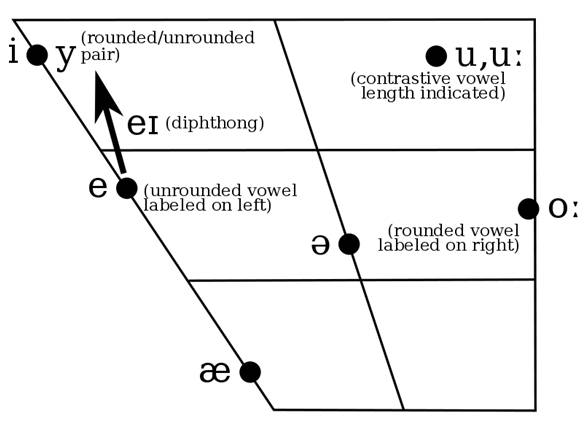 i y (rounded/unrounded
pair)
u,uː
(contrastive vowel
length indicated)
eɪ (diphthong)
e (unrounded vowel
labeled on left)
oː
(rounded vowel
labeled on right)
ə
æ